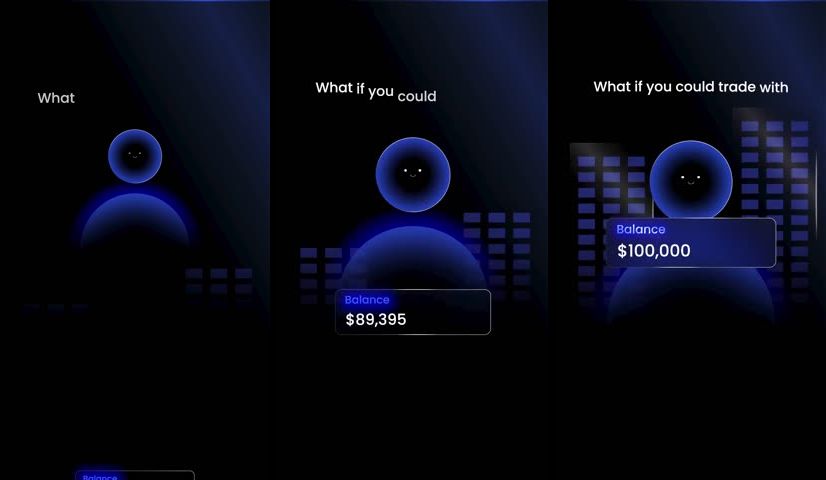 What
Balance
What if you could
Balance
$89,395
What if you could trade with
Balance
$100,000